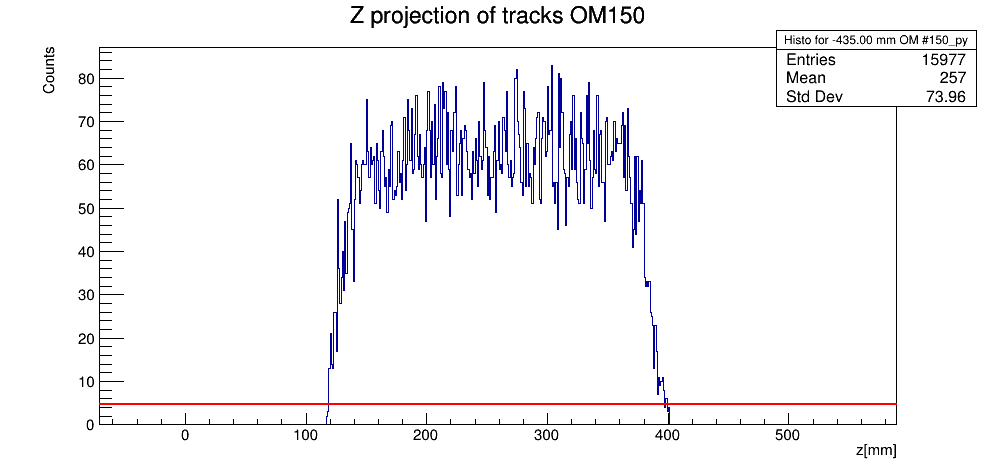 Z projection of tracks OM150
Histo for -435.00 mm OM #150_py
Entries 15977
Mean 257
Std Dev 73.96
Counts
80
70
60
50
40
30
20
10
0
0 100 200 300 400 500
z[mm]